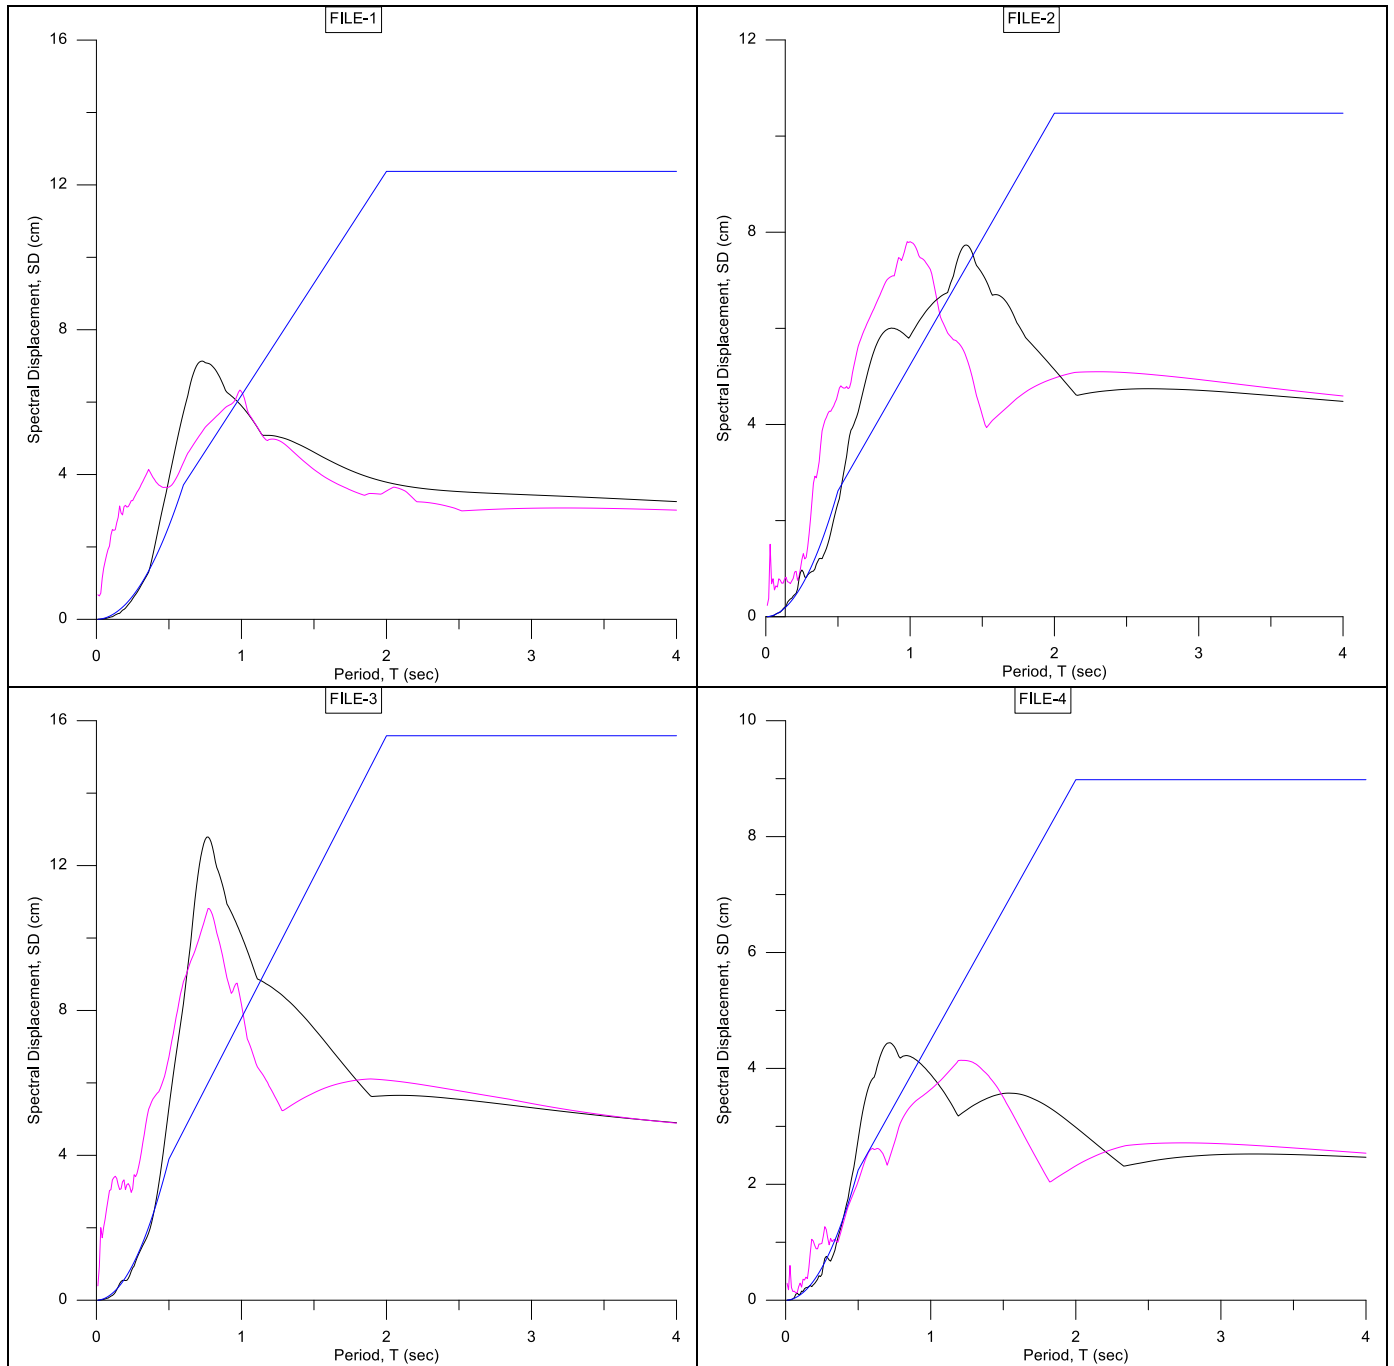 FILE-1
16
12
8
4
0
Spectral Displacement, SD (cm)
0 1 2 3 4
Period, T (sec)
FILE-2
12
8
4
0
Spectral Displacement, SD (cm)
0 1 2 3 4
Period, T (sec)
FILE-3
16
12
8
4
0
Spectral Displacement, SD (cm)
0 1 2 3 4
Period, T (sec)
FILE-4
10
8
6
4
2
0
Spectral Displacement, SD (cm)
0 1 2 3 4
Period, T (sec)